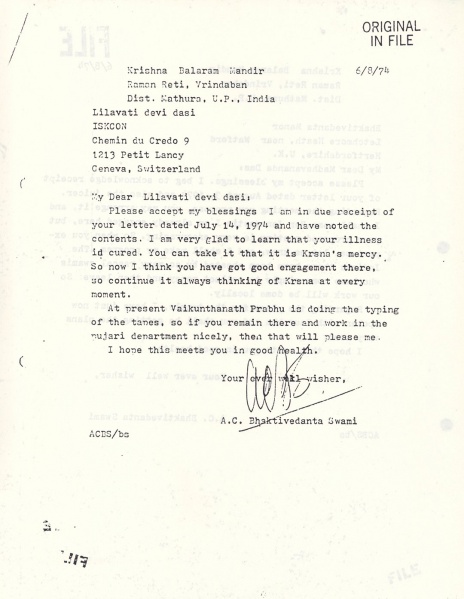 ORIGINAL
IN FILE
Krishna Balaram Mandir 6/8/74
Raman Reti, Vrindaban
Dist. Mathura, U.P., India
Lilavati devi dasi
ISKCON
Chemin du Credo 9
1213 Petit Lancy
Geneva, Switzerland
My Dear Lilavati devi dasi:
Please accept my blessings I am in due receipt of
your letter dated July 14, 1974 and have noted the
contents. I am very glad to learn that your illness
id cured. You can take it that it is Krsna's mercy.
So now I think you have got good engagement there,
so continue it always thinking of Krsna at every
moment.
At present Vaikunthanath Prabhu is doing the typing
of the tapes, so if you remain there and work in the
pujari department nicely, then that will please me.
I hope this meets you in good health.
Your ever well wisher,
A.C. Bhaktivedanta Swami
ACDS/bs
FILE